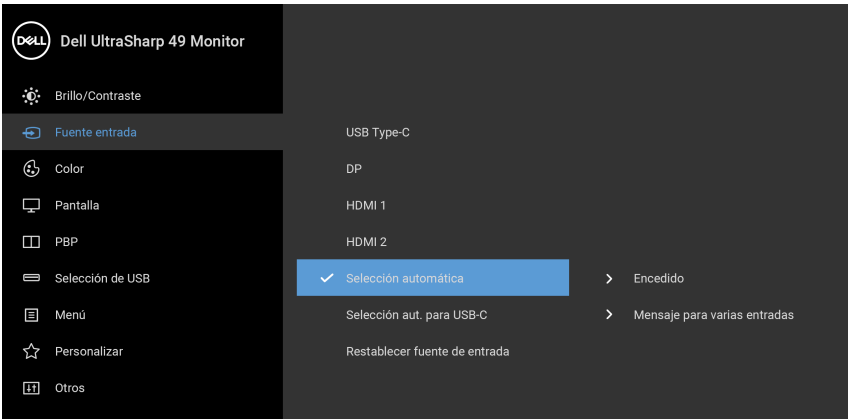 DELL Dell UltraSharp 49 Monitor
Brillo/Contraste
Fuente entrada
Color
Pantalla
PBP
Selección de USB
Menú
Personalizar
Otros
USB Type-C
DP
HDMI 1
HDMI 2
Selección automática
Encedido
Selección aut. para USB-C
Mensaje para varias entradas
Restablecer fuente de entrada